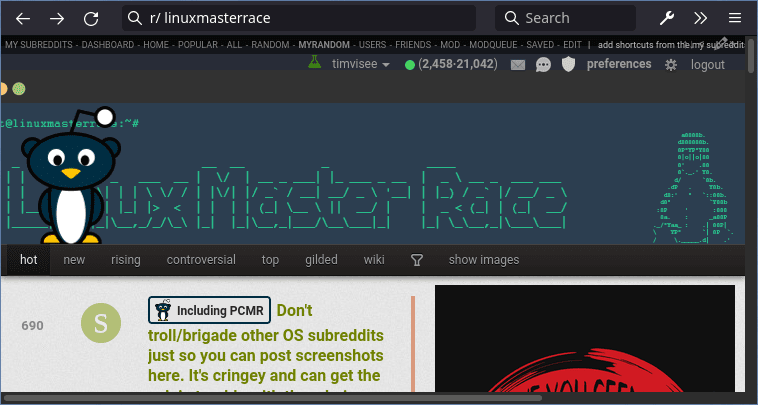 r/ linuxmasterrace
Search
MY SUBREDDITS - DASHBOARD - HOME - POPULAR - ALL - RANDOM | MYRANDOM - USERS - FRIENDS - MOD - MODQUEUE - SAVED - EDIT | add shortcuts from the my subreddits
timvisee (2,458·21,042) preferences logout
t@linuxmasterrace:~#
Linux Master Race
hot new rising controversial top gilded wiki show images
690
S
Including PCMR Don't
troll/brigade other OS subreddits
just so you can post screenshots
here. It's cringey and can get the